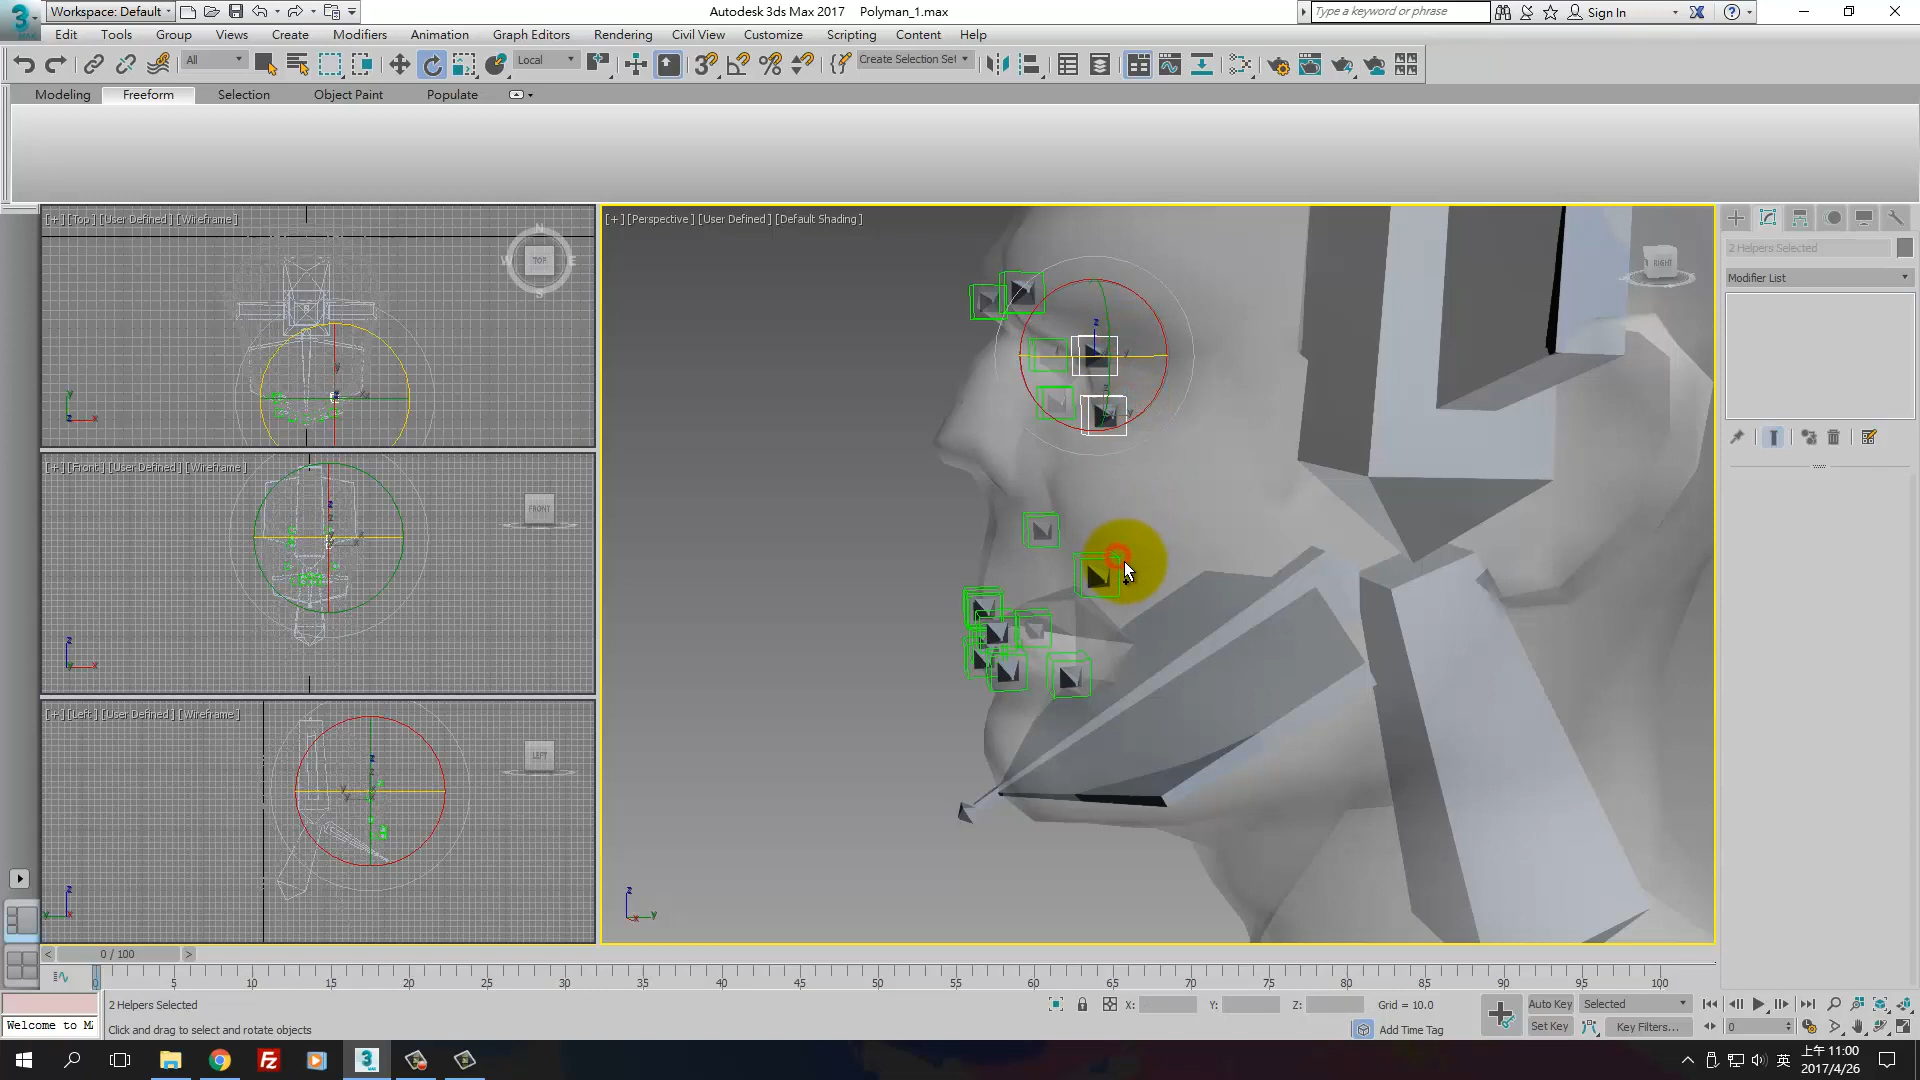 Workspace: Default
Autodesk 3ds Max 2017 Polyman_1.max
Type a keyword or phrase
Sign In
Edit Tools Group Views Create Modifiers Animation Graph Editors Rendering Civil View Customize Scripting Content Help
All
Local
Create Selection Set
Modeling Freeform Selection Object Paint Populate
[+] [Top] [User Defined] [Wireframe]
N
W TOP E
S
[+] [Perspective] [User Defined] [Default Shading]
RIGHT
2 Helpers Selected
Modifier List
[+] [Front] [User Defined] [Wireframe]
FRONT
[+] [Left] [User Defined] [Wireframe]
LEFT
0 / 100
0 5 10 15 20 25 30 35 40 45 50 55 60 65 70 75 80 85 90 95 100
2 Helpers Selected
X: Y: Z: Grid = 10.0
Auto Key Selected
Welcome to M
Click and drag to select and rotate objects
Add Time Tag
Set Key Key Filters...
0
英
上午 11:00
2017/4/26